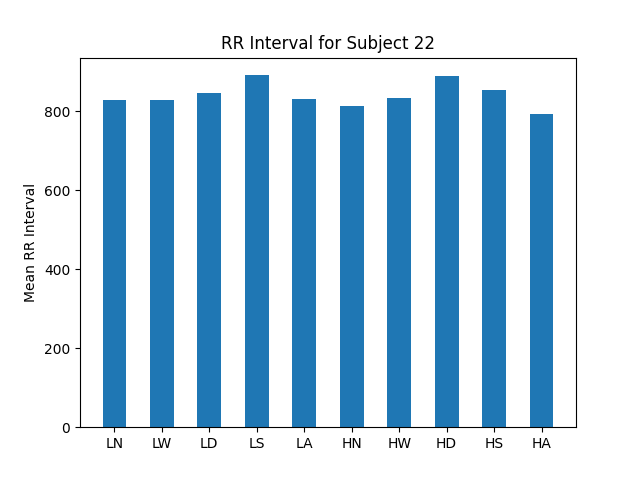 RR Interval for Subject 22
Mean RR Interval
800
600
400
200
0
LN LW LD LS LA HN HW HD HS HA